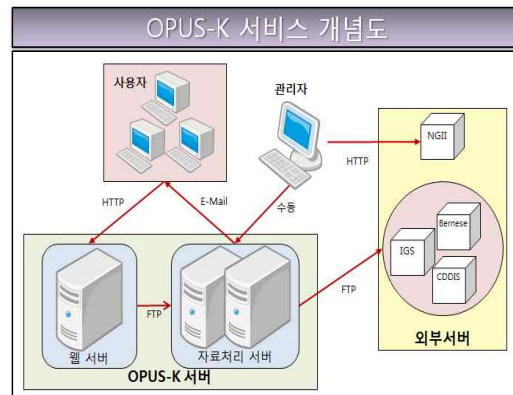 OPUS-K 서비스 개념도
사용자
관리자
NGII
HTTP
HTTP
E-Mail
수동
Bernese
IGS
CDDIS
FTP
FTP
외부서버
웹 서버
자료처리 서버
OPUS-K 서버